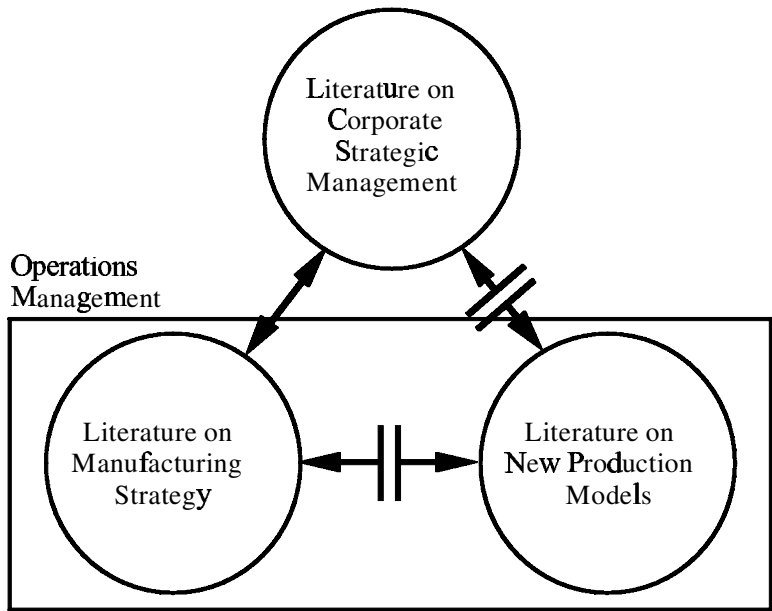 Literature on
Corporate
Strategic
Management
Operations
Management
Literature on
Manufacturing
Strategy
Literature on
New Production
Models